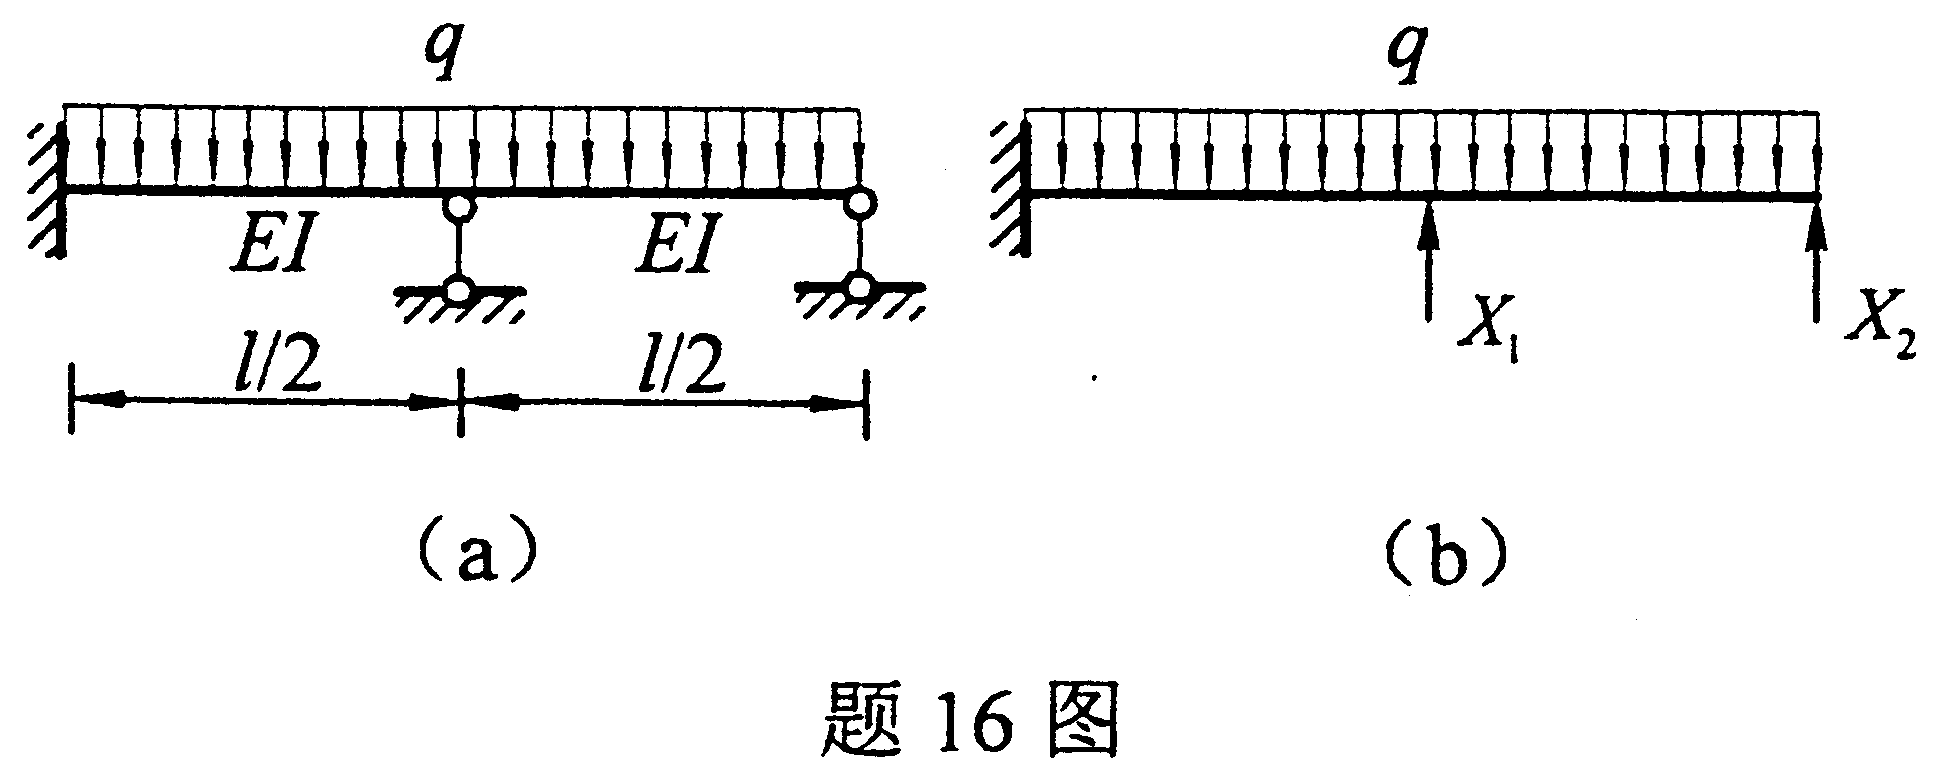 q q
EI EI
X₁ X₂
l/2 l/2
(a) (b)
题 16 图